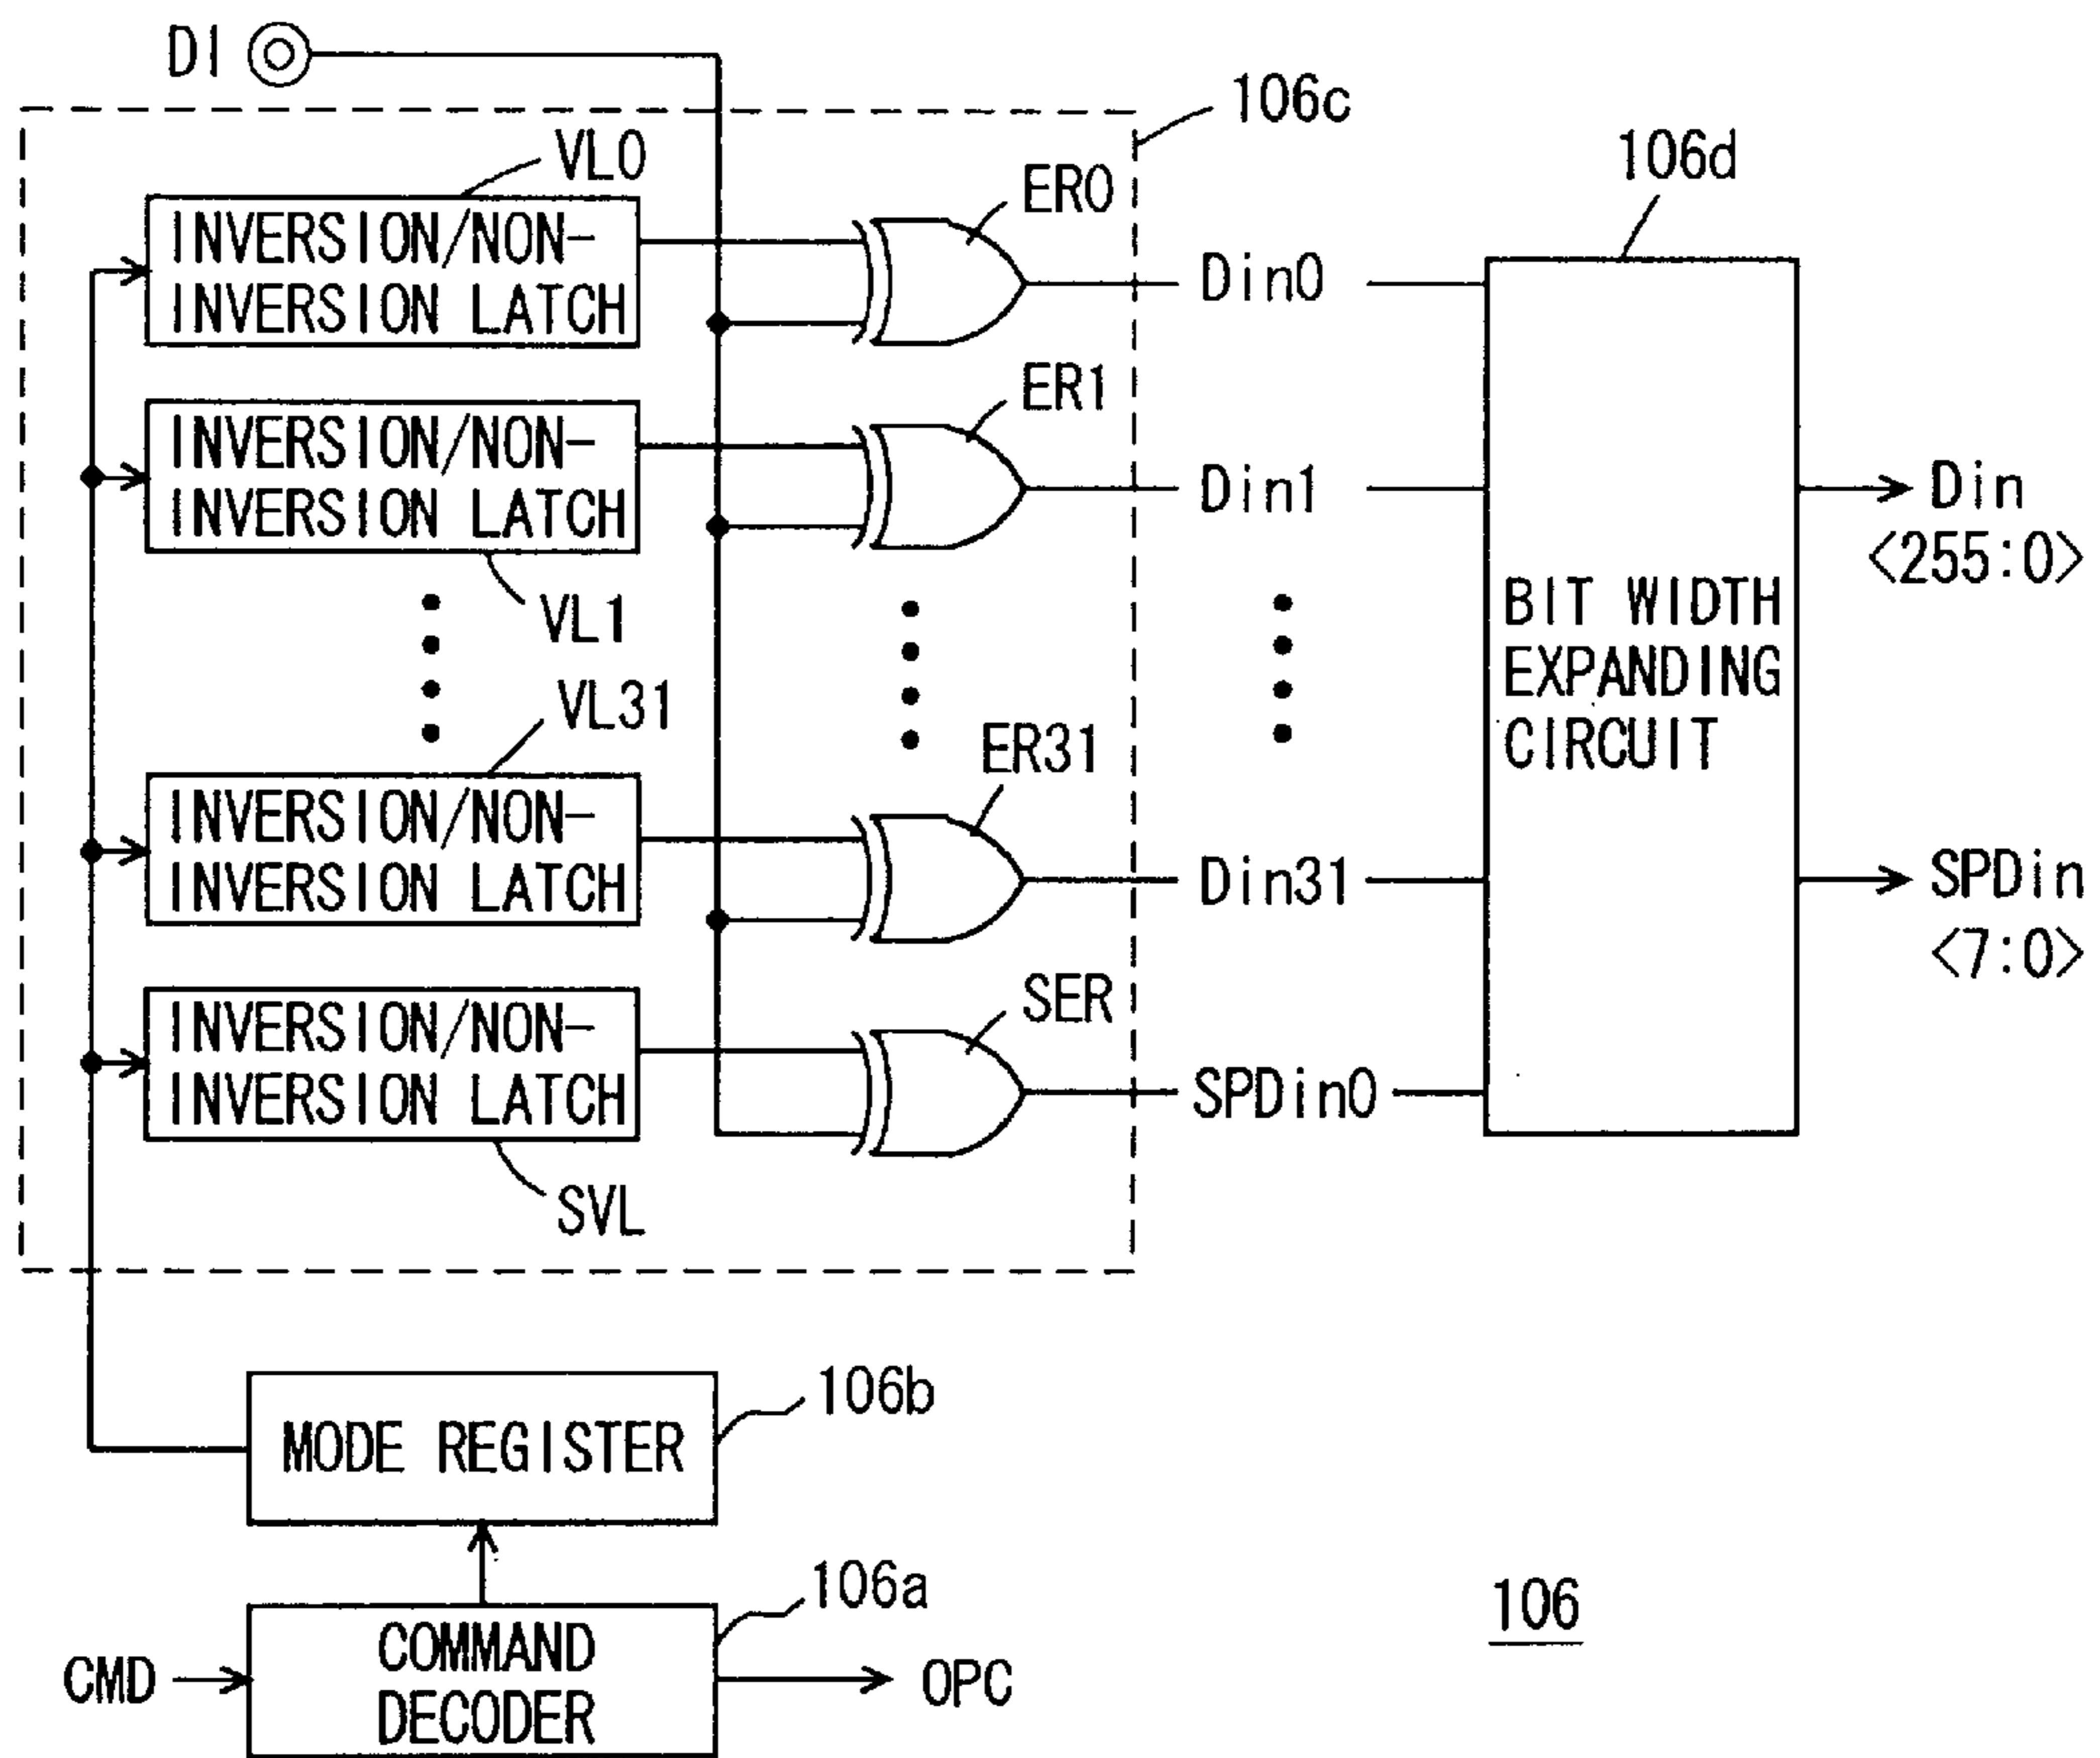 DI
106c
VL0
106d
ER0
INVERSION/NON-
INVERSION LATCH
Din0
ER1
INVERSION/NON-
INVERSION LATCH
Din1
Din
<255:0>
VL1
BIT WIDTH
EXPANDING
CIRCUIT
VL31
ER31
INVERSION/NON-
INVERSION LATCH
Din31
SPDin
<7:0>
SER
INVERSION/NON-
INVERSION LATCH
SPDin0
SVL
106b
MODE REGISTER
106a
COMMAND
DECODER
CMD
OPC
106